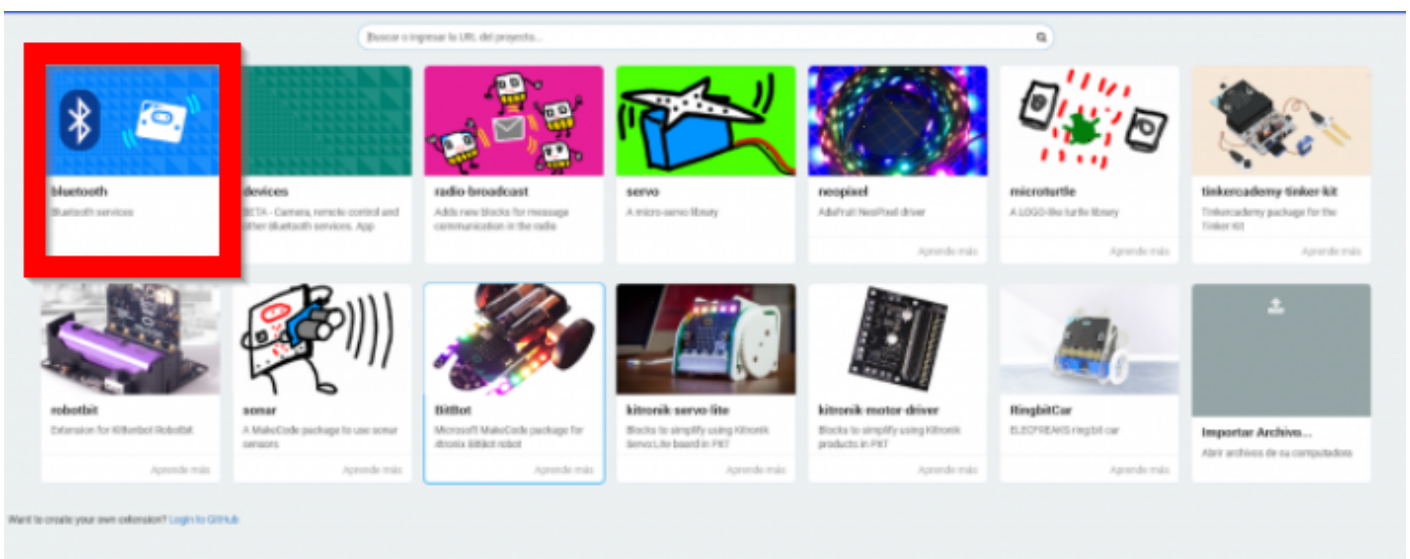 Buscar o ingresar la URL del proyecto...
bluetooth
Bluetooth services
devices
BETA - Camera, remote control and
other Bluetooth services. App
radio-broadcast
Adds new blocks for message
communication in the radio
servo
A micro-servo library
neopixel
AdaFruit NeoPixel driver
Aprende más
microturtle
A LOGO-like turtle library
Aprende más
tinkercademy-tinker-kit
Tinkercademy package for the
Tinker Kit
Aprende más
robotbit
Extension for Kittenbot Robotbit
Aprende más
sonar
A MakeCode package to use sonar
sensors
Aprende más
BitBot
Microsoft MakeCode package for
4tronix BitBot robot
Aprende más
kitronik-servo-lite
Blocks to simplify using Kitronik
Servo:Lite board in PXT
Aprende más
kitronik-motor-driver
Blocks to simplify using Kitronik
products in PXT
Aprende más
RingbitCar
ELECFREAKS ring:bit car
Aprende más
Importar Archivo...
Abrir archivos de su computadora
Want to create your own extension? Login to GitHub